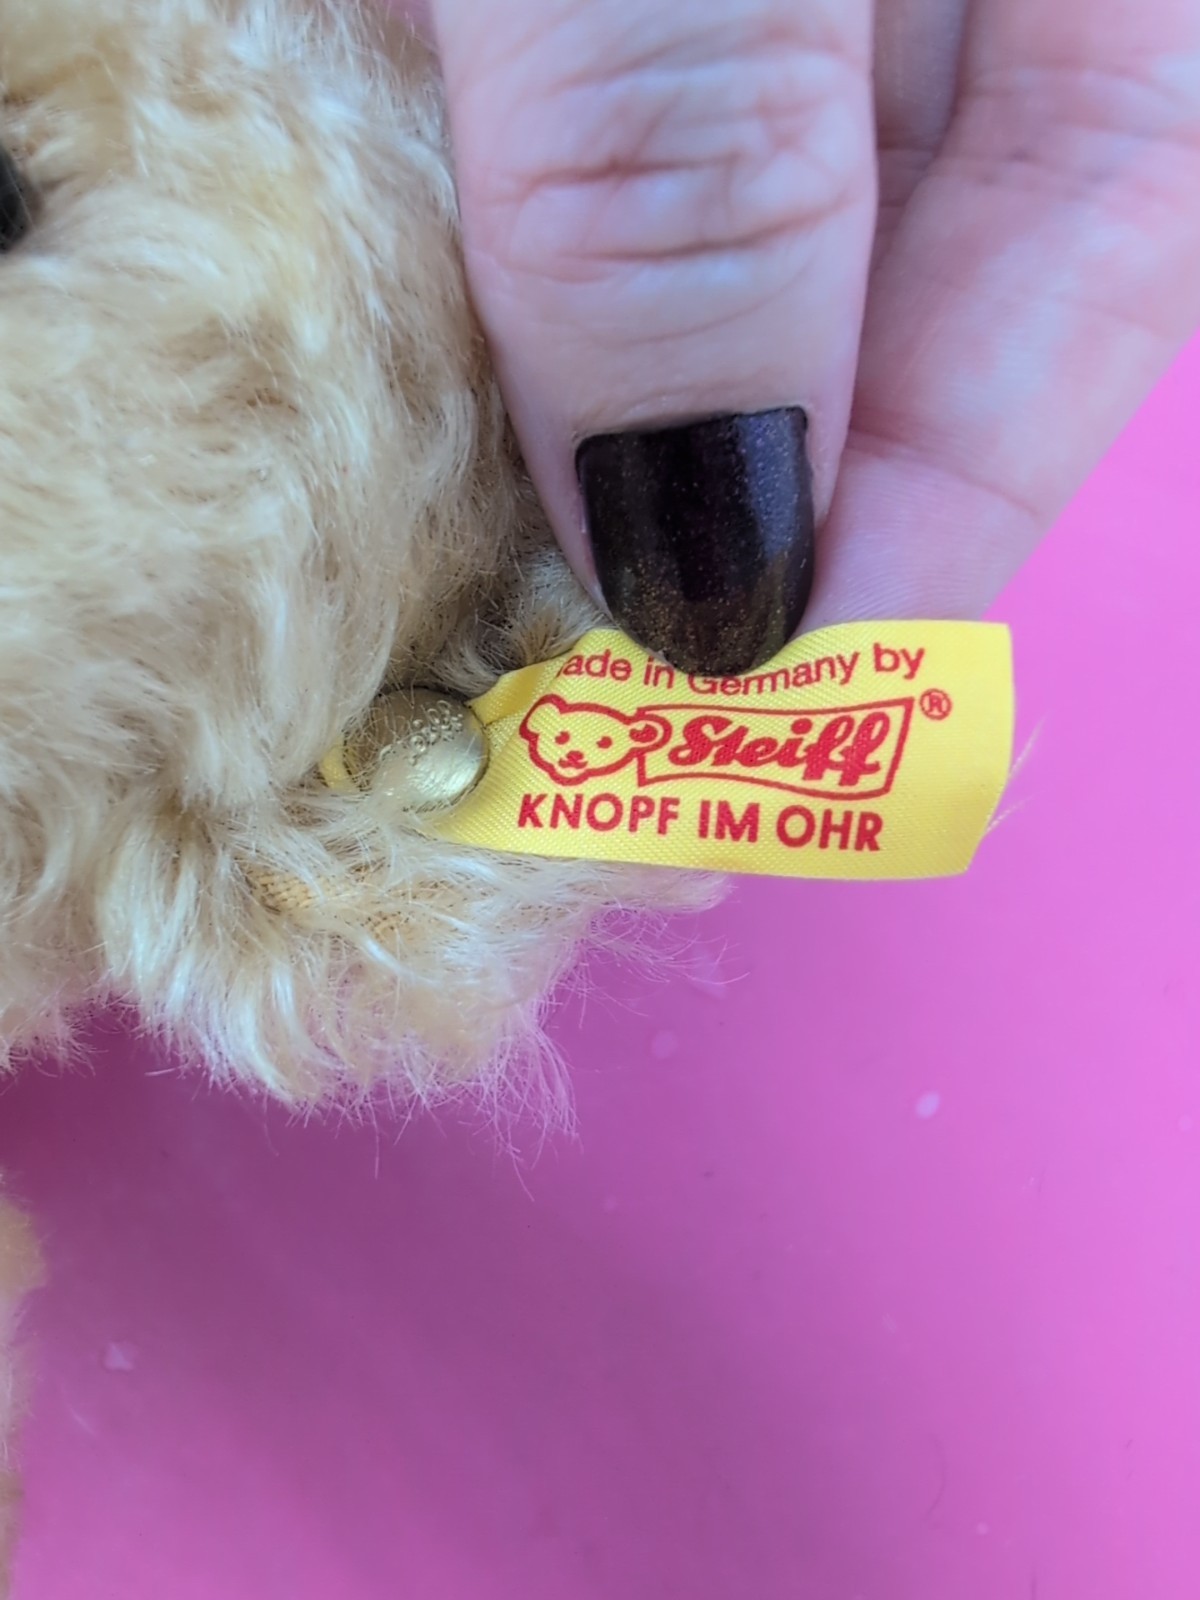 ade in Germany by
Steiff®
KNOPF IM OHR